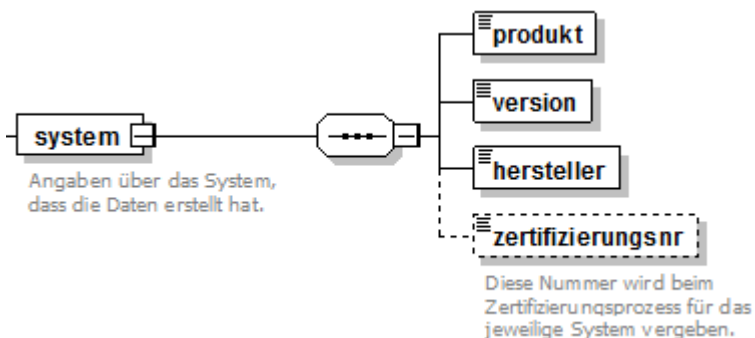 produkt
version
system
hersteller
Angaben über das System,
dass die Daten erstellt hat.
zertifizierungsnr
Diese Nummer wird beim
Zertifizierungsprozess für das
jeweilige System vergeben.